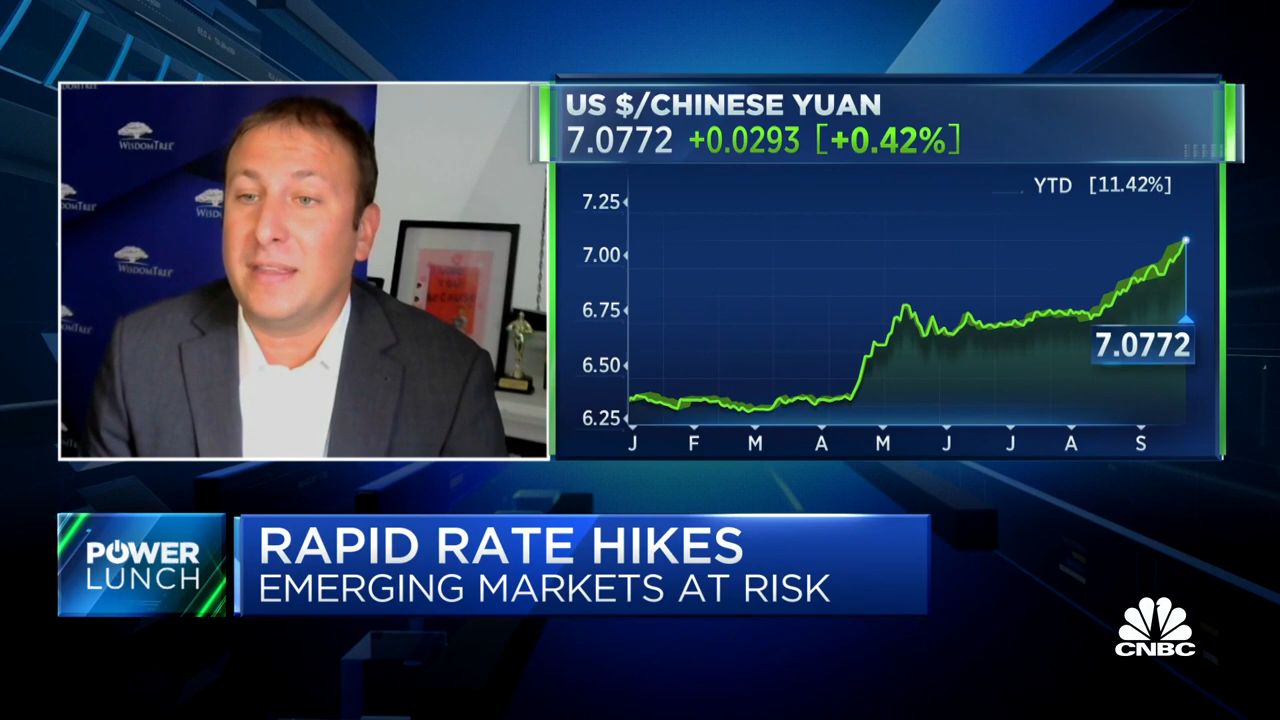 WISDOMTREE
WISDOMTREE
US $/CHINESE YUAN
7.0772 +0.0293 [+0.42%]
YTD [11.42%]
7.25
7.00
6.75
6.50
6.25
7.0772
J F M A M J J A S
POWER
LUNCH
RAPID RATE HIKES
EMERGING MARKETS AT RISK
CNBC